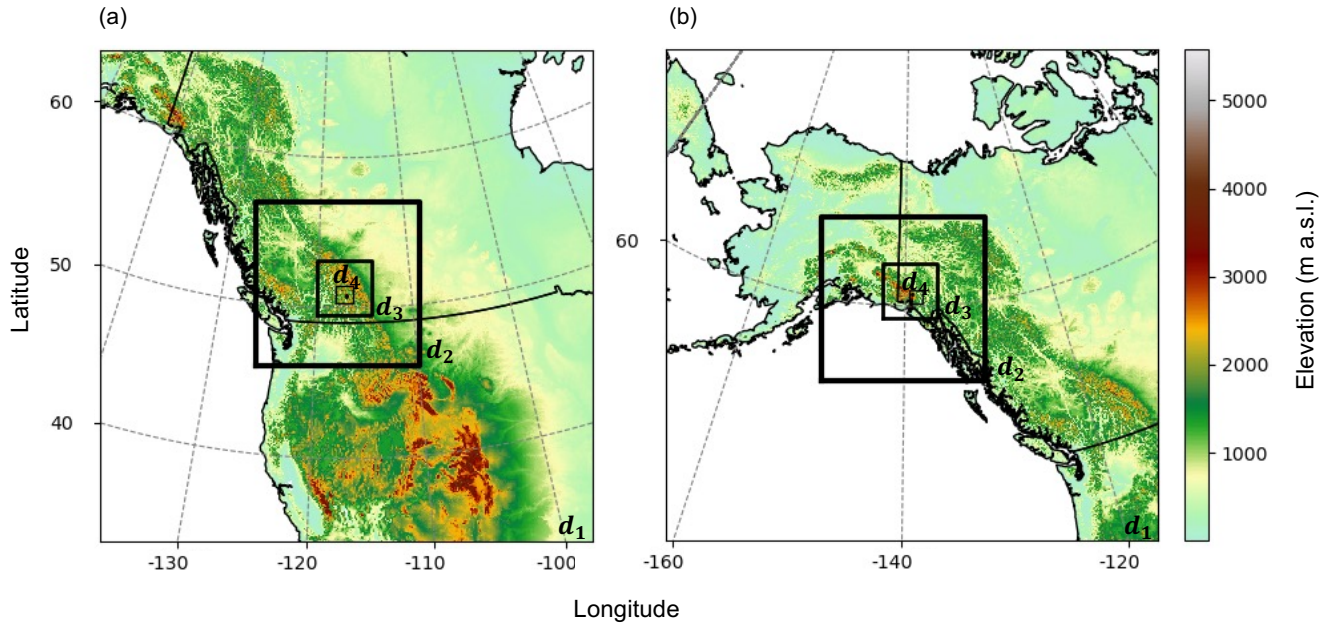 (a)
(b)
60
50
40
Latitude
d4
d3
d2
d1
-130
-120
-110
-100
60
d4
d3
d2
d1
-160
-140
-120
Longitude
5000
4000
3000
2000
1000
Elevation (m a.s.l.)